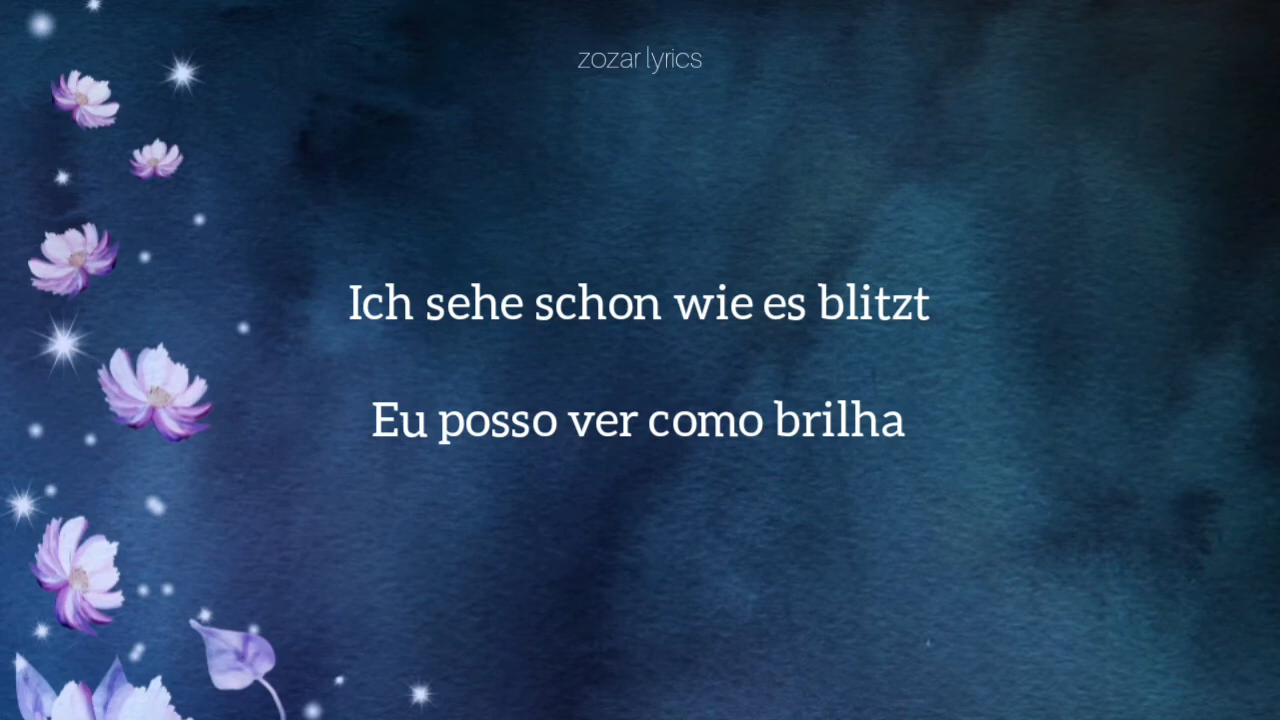 zozar lyrics
Ich sehe schon wie es blitzt
Eu posso ver como brilha